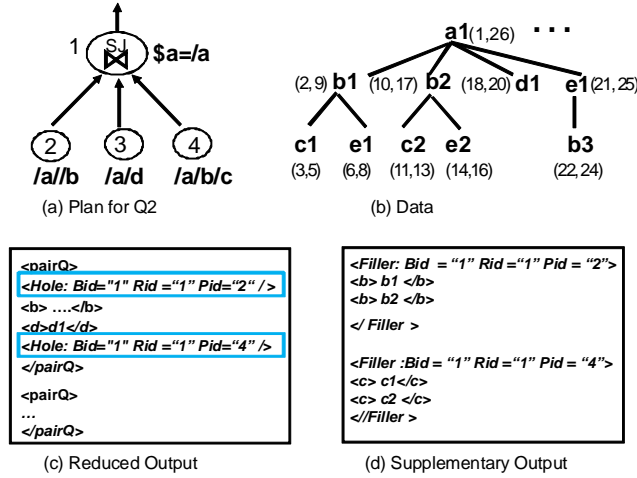 1 SJ $a=/a
2 3 4
/a//b /a/d /a/b/c
(a) Plan for Q2
a1 (1,26) ...
(2, 9) b1 (10, 17) b2 (18,20) d1 e1 (21, 25)
c1 e1 c2 e2 b3
(3,5) (6,8) (11,13) (14,16) (22, 24)
(b) Data
<pairQ>
<Hole: Bid="1" Rid =“1” Pid=“2“ / >
<b> ....</b>
<d>d1</d>
<Hole: Bid="1" Rid =“1” Pid=“4” />
</pairQ>
<pairQ>
...
</pairQ>
(c) Reduced Output
<Filler: Bid = “1” Rid =“1” Pid = “2”>
<b> b1 </b>
<b> b2 </b>
</ Filler >
<Filler :Bid = “1” Rid =“1” Pid = “4”>
<c> c1</c>
<c> c2 </c>
<//Filler >
(d) Supplementary Output